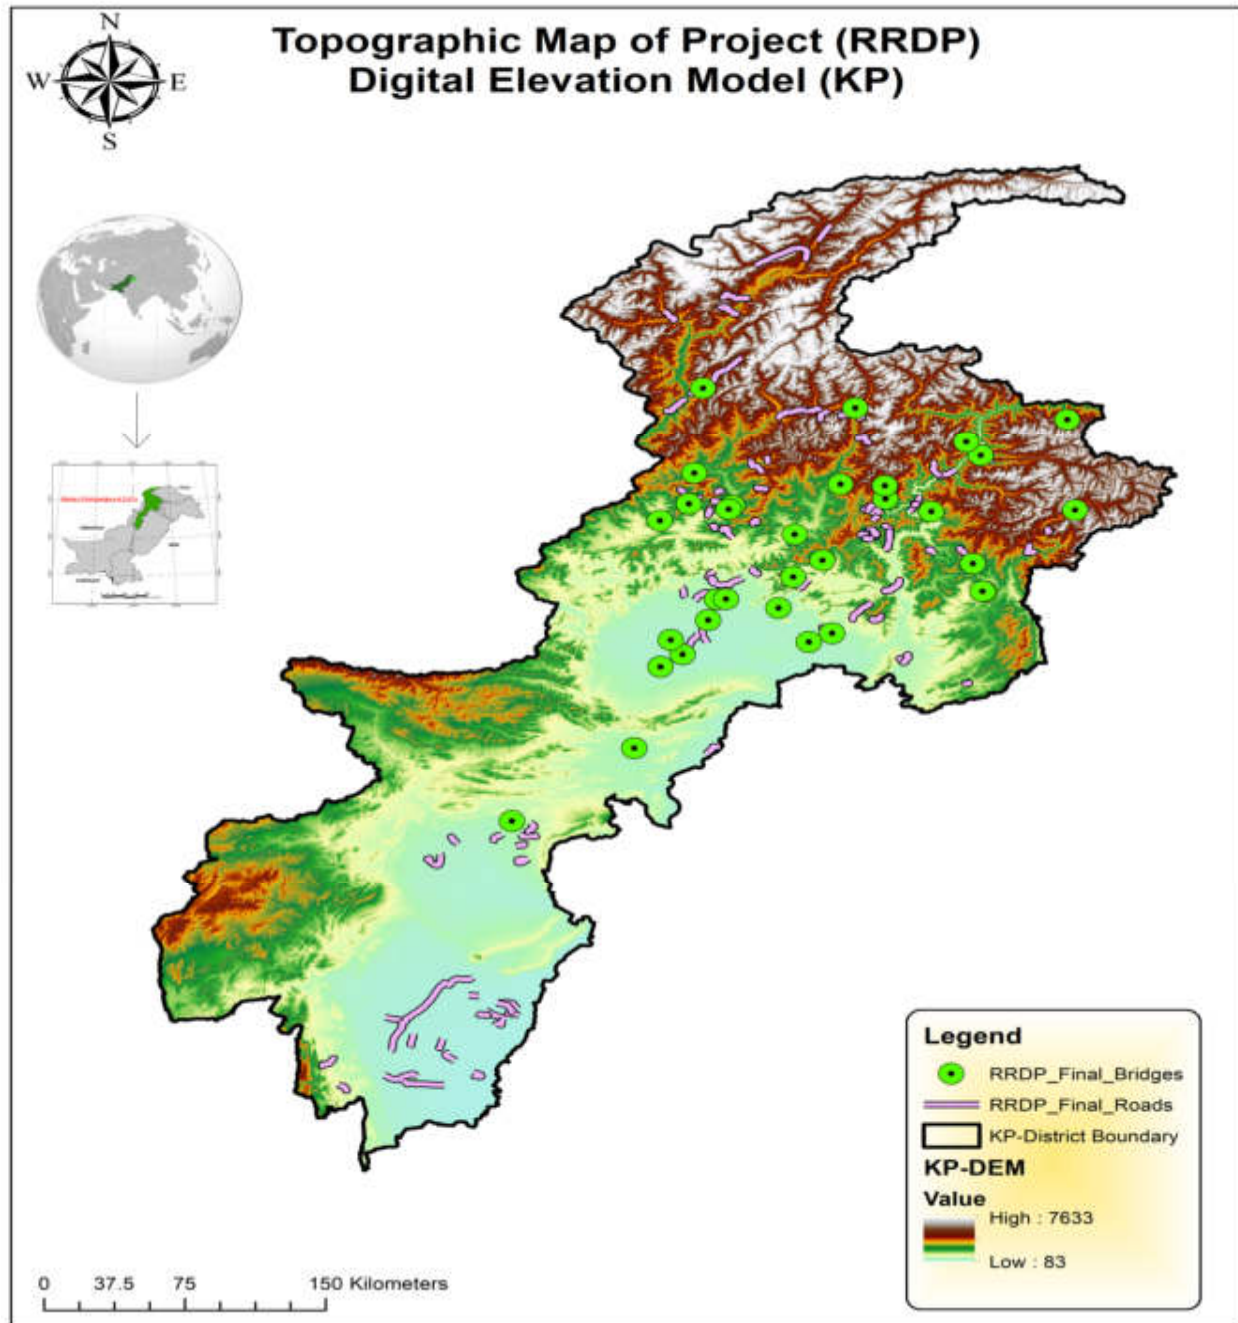 Topographic Map of Project (RRDP)
Digital Elevation Model (KP)
N
W
E
S
Legend
RRDP_Final_Bridges
RRDP_Final_Roads
KP-District Boundary
KP-DEM
Value
High : 7633
Low : 83
0 37.5 75 150 Kilometers